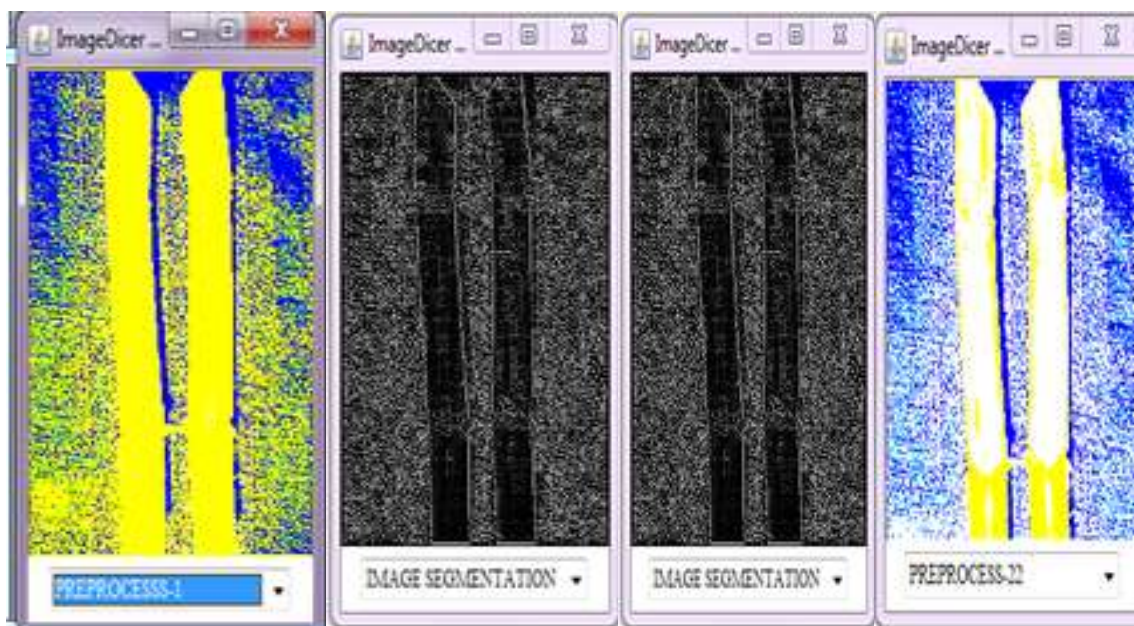 ImageDicer ...
ImageDicer ...
ImageDicer ...
ImageDicer ...
PREPROCESSS-1
IMAGE SEGMENTATION
IMAGE SEGMENTATION
PREPROCESS-22